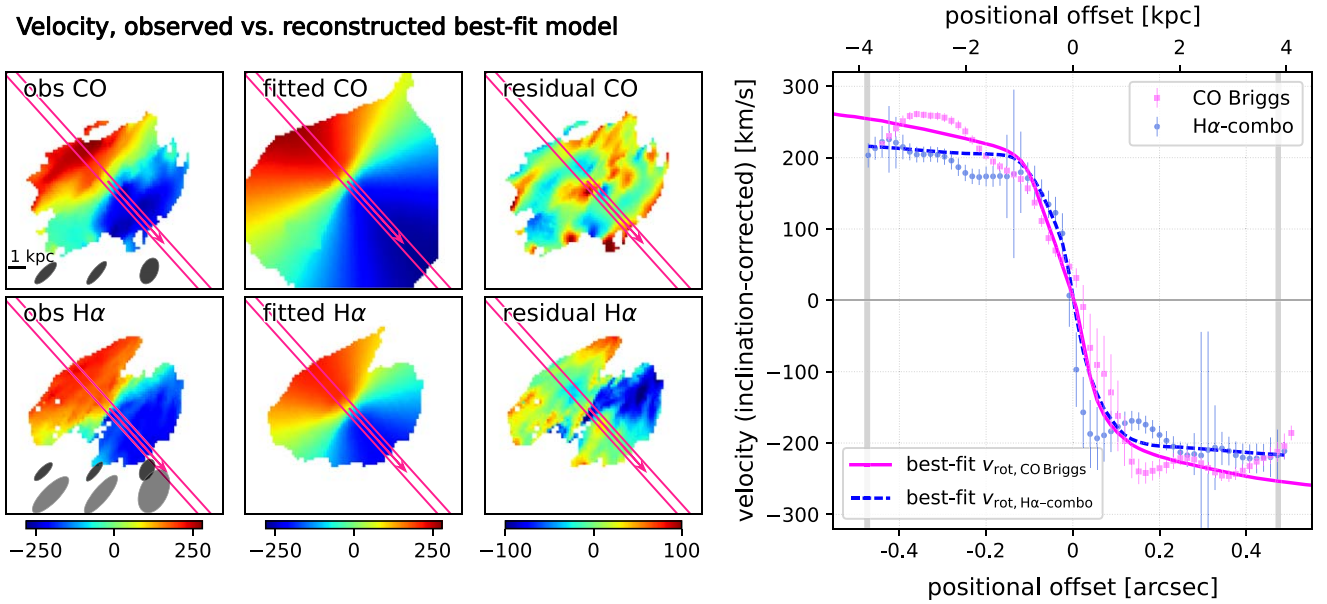 Velocity, observed vs. reconstructed best-fit model
obs CO
fitted CO
residual CO
1 kpc
obs Hα
fitted Hα
residual Hα
−250 0 250
−250 0 250
−100 0 100
positional offset [kpc]
−4 −2 0 2 4
velocity (inclination-corrected) [km/s]
300
200
100
0
−100
−200
−300
CO Briggs
Hα-combo
best-fit vrot, CO Briggs
best-fit vrot, Hα−combo
-0.4 -0.2 0 0.2 0.4
positional offset [arcsec]